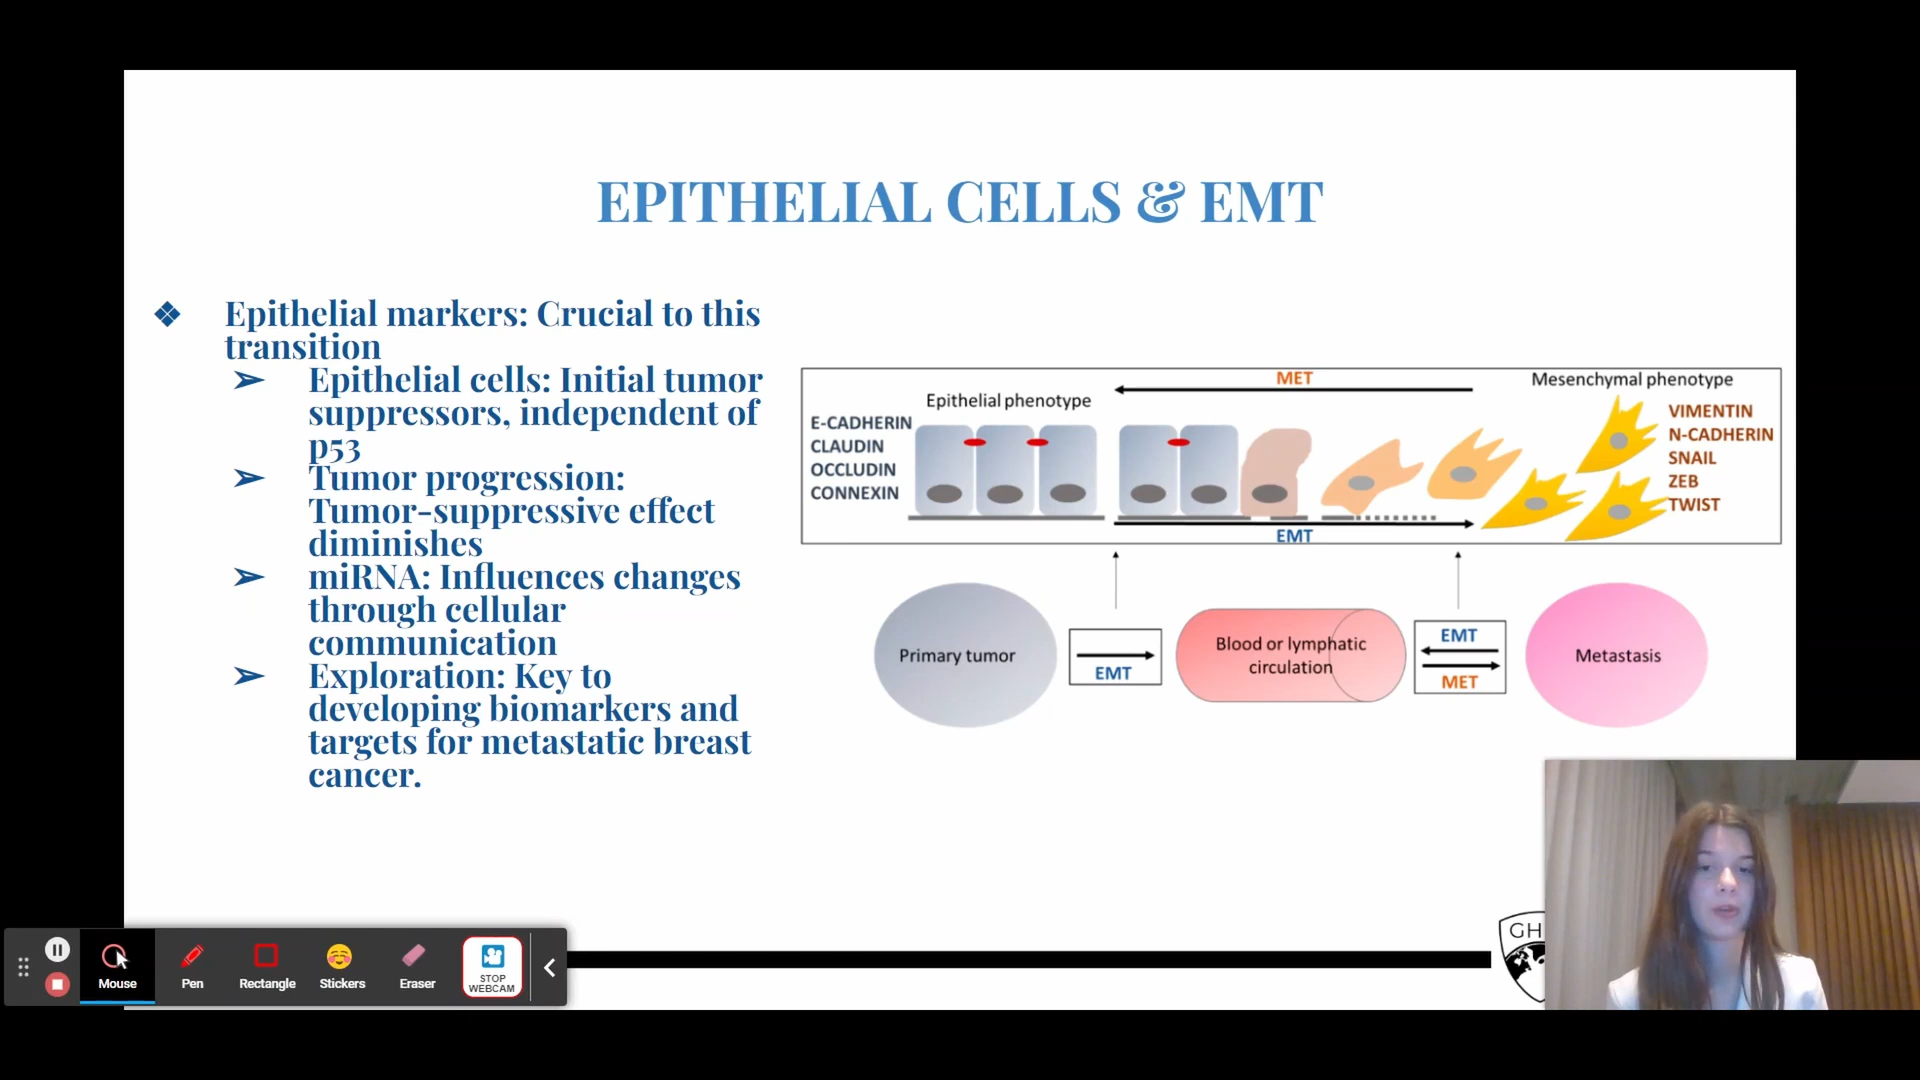 EPITHELIAL CELLS & EMT
❖ Epithelial markers: Crucial to this
transition
➢ Epithelial cells: Initial tumor
suppressors, independent of
p53
➢ Tumor progression:
Tumor-suppressive effect
diminishes
➢ miRNA: Influences changes
through cellular
communication
➢ Exploration: Key to
developing biomarkers and
targets for metastatic breast
cancer.
MET
Mesenchymal phenotype
Epithelial phenotype
E-CADHERIN
CLAUDIN
OCCLUDIN
CONNEXIN
VIMENTIN
N-CADHERIN
SNAIL
ZEB
TWIST
EMT
Primary tumor
EMT
Blood or lymphatic
circulation
EMT
MET
Metastasis
GH
Mouse
Pen
Rectangle
Stickers
Eraser
STOP
WEBCAM